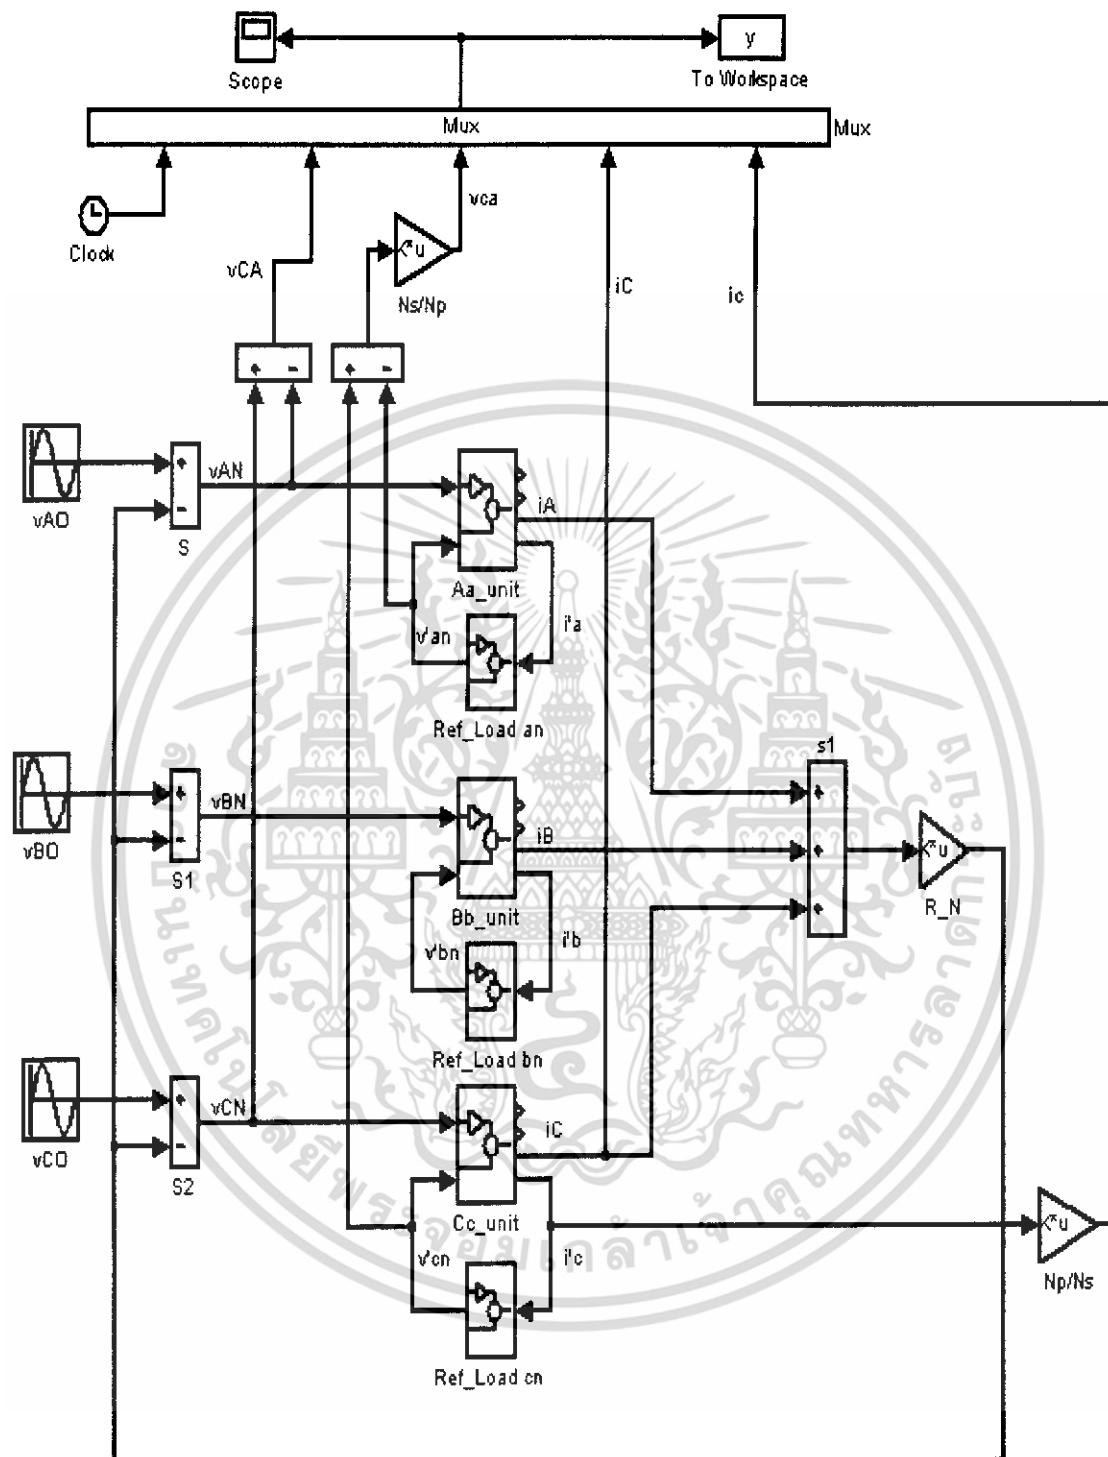 Scope
y
To Workspace
Mux
Mux
Clock
vCA
u
Ns/Np
vca
iC
ic
+ -
+ -
vAO
+
-
S
vAN
iA
Aa_unit
v'an
i'a
Ref_Load an
vBO
+
-
S1
vBN
iB
Bb_unit
v'bn
i'b
Ref_Load bn
s1
+
+
+
u
R_N
vCO
+
-
S2
vCN
iC
Cc_unit
v'cn
i'c
Ref_Load cn
u
Np/Ns